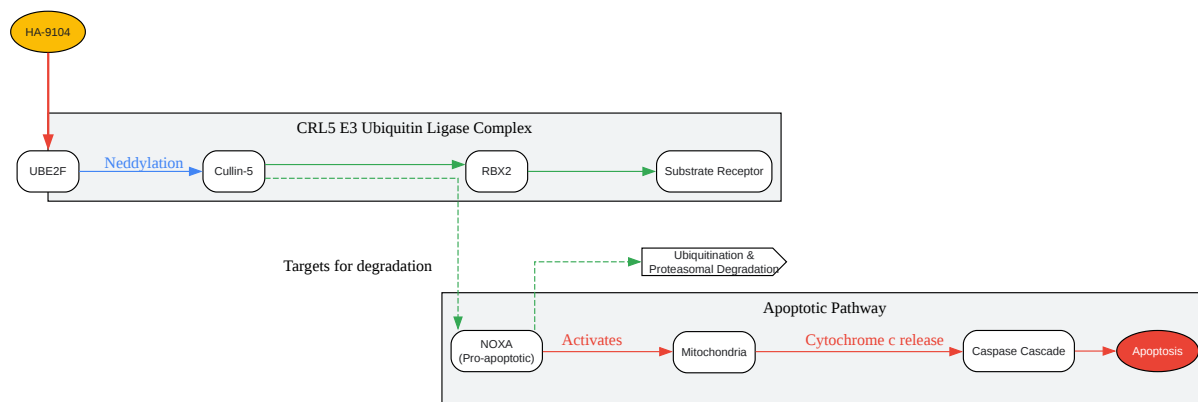 HA-9104
CRL5 E3 Ubiquitin Ligase Complex
UBE2F
Neddylation
Cullin-5
RBX2
Substrate Receptor
Targets for degradation
Ubiquitination &
Proteasomal Degradation
Apoptotic Pathway
NOXA
(Pro-apoptotic)
Activates
Mitochondria
Cytochrome c release
Caspase Cascade
Apoptosis